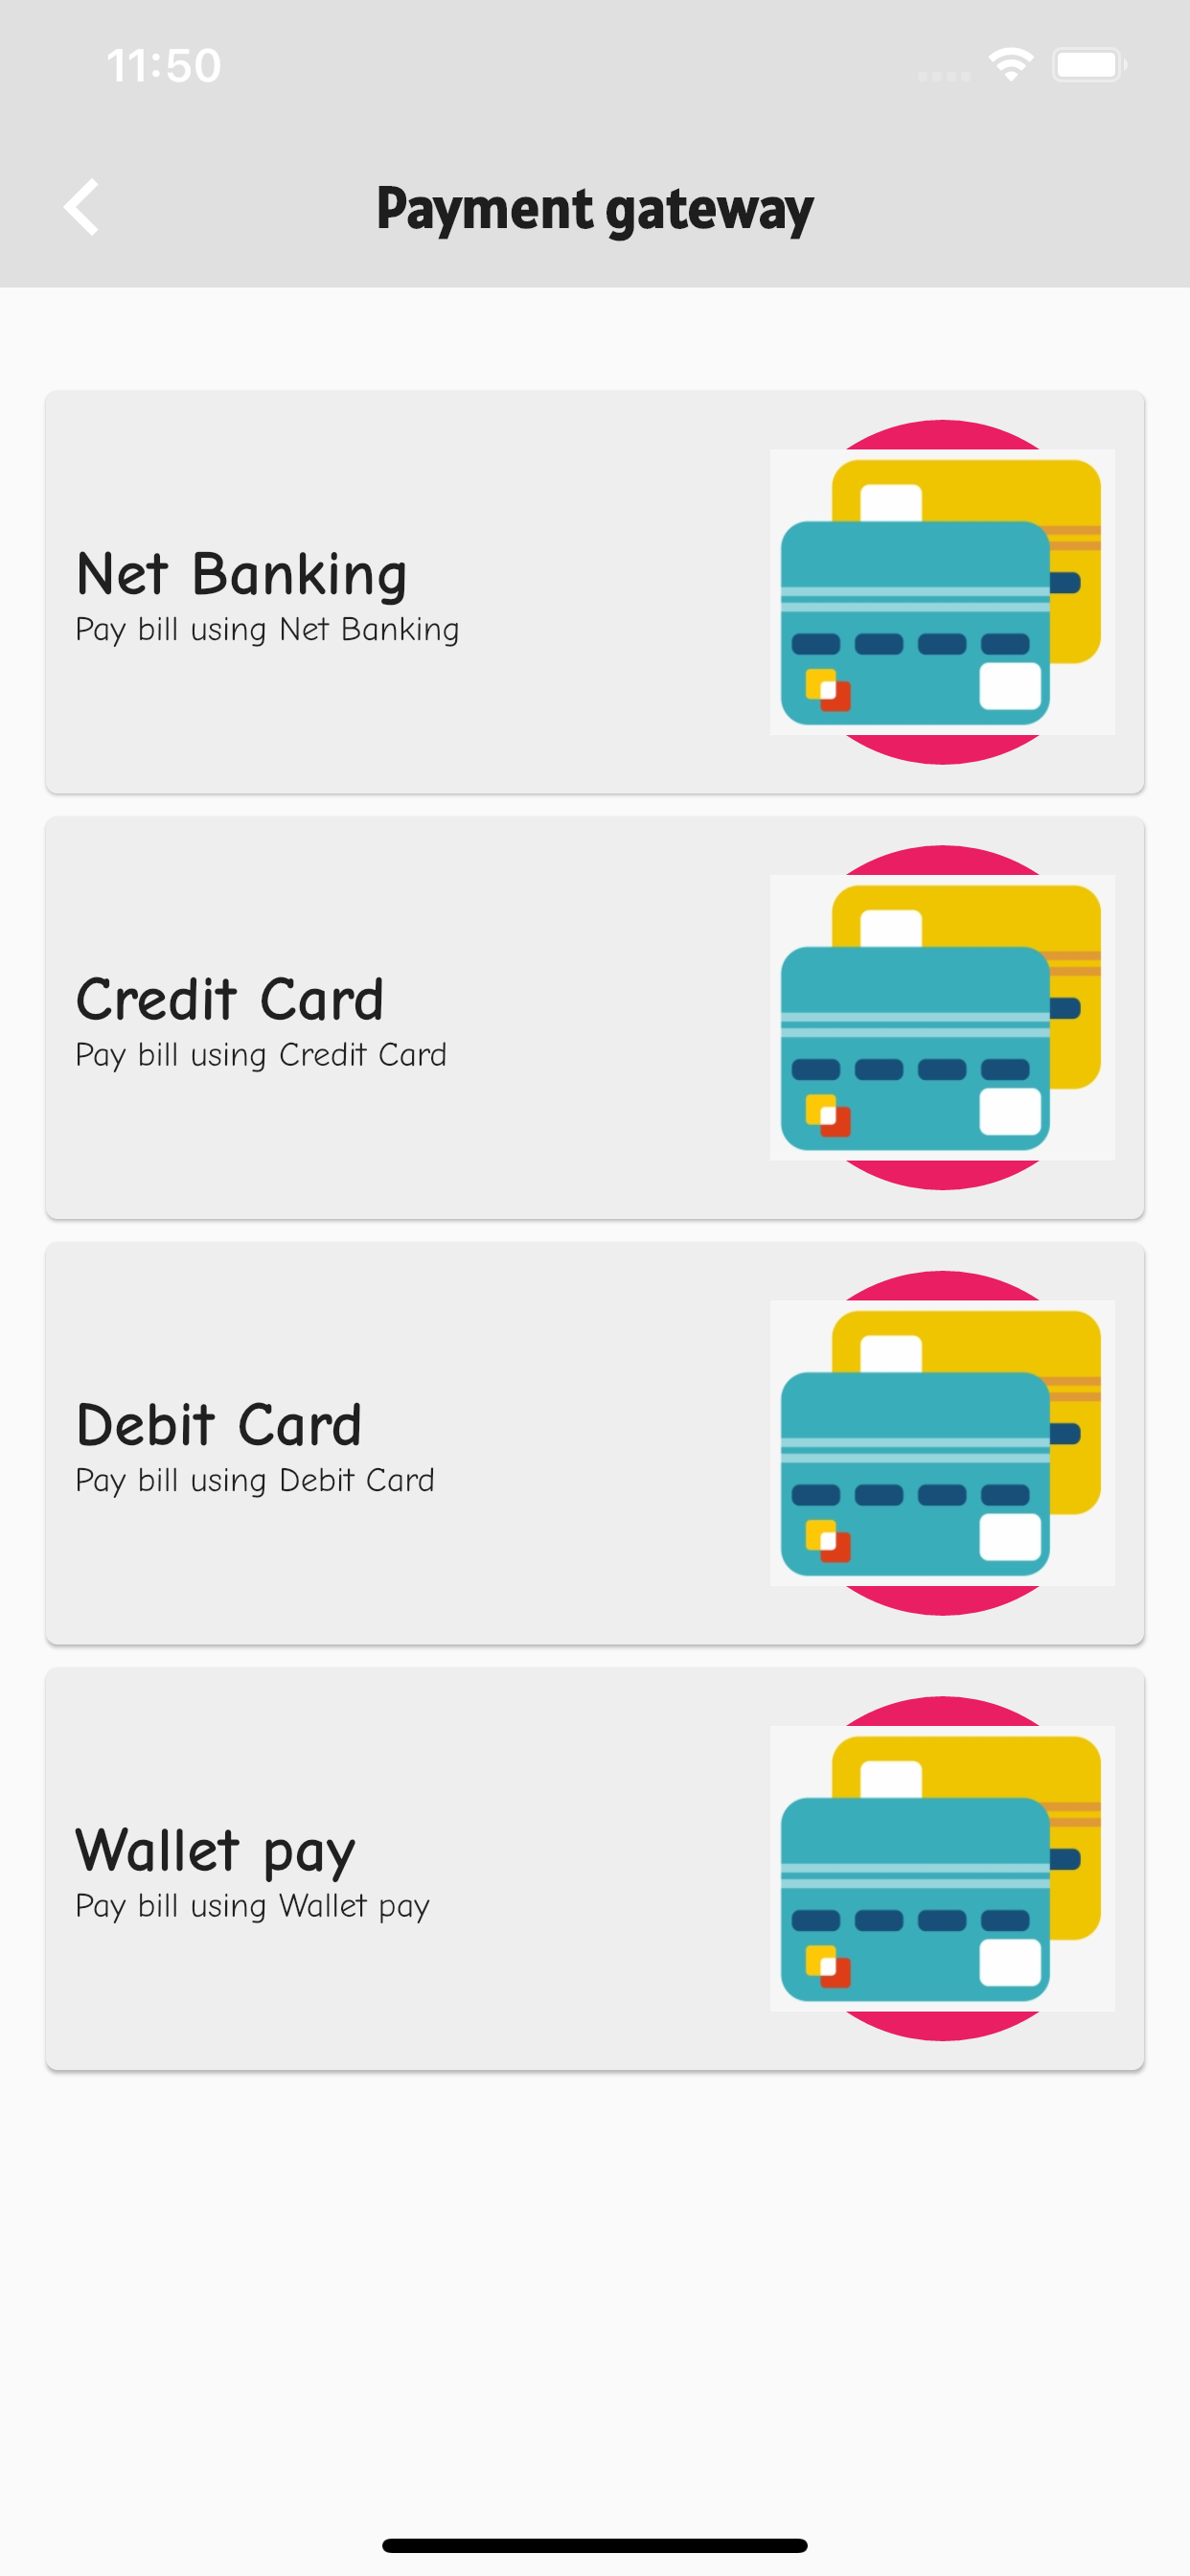 11:50
Payment gateway
Net Banking
Pay bill using Net Banking
Credit Card
Pay bill using Credit Card
Debit Card
Pay bill using Debit Card
Wallet pay
Pay bill using Wallet pay